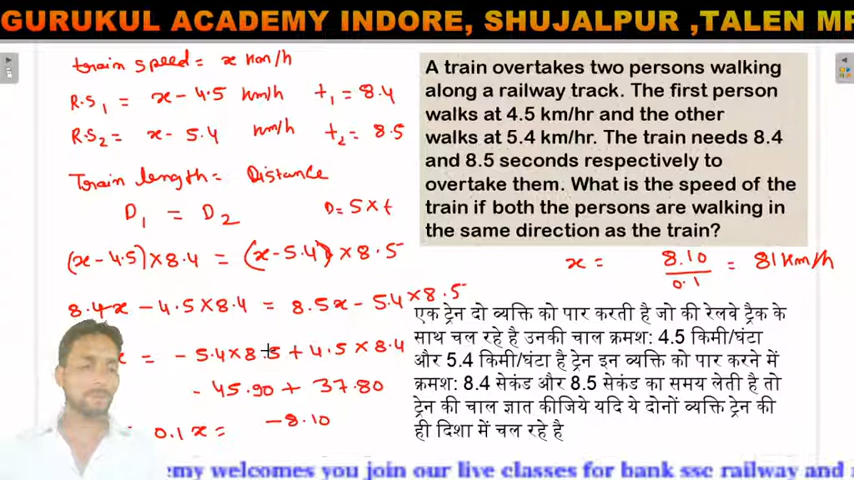 GURUKUL ACADEMY INDORE, SHUJALPUR ,TALEN MP
train speed = x km/h
R.S1 = x - 4.5 km/h t1 = 8.4
R.S2 = x - 5.4 km/h t2 = 8.5
Train length = Distance
D1 = D2 D = S x t
(x - 4.5) x 8.4 = (x - 5.4) x 8.5
8.4x - 4.5 x 8.4 = 8.5x - 5.4 x 8.5
x = - 5.4 x 8.5 + 4.5 x 8.4
- 45.90 + 37.80
0.1x = - 8.10
A train overtakes two persons walking
along a railway track. The first person
walks at 4.5 km/hr and the other
walks at 5.4 km/hr. The train needs 8.4
and 8.5 seconds respectively to
overtake them. What is the speed of the
train if both the persons are walking in
the same direction as the train?
x = 8.10/0.1 = 81 km/h
एक ट्रेन दो व्यक्ति को पार करती है जो की रेलवे ट्रैक के
साथ चल रहे है उनकी चाल क्रमश: 4.5 किमी/घंटा
और 5.4 किमी/घंटा है ट्रेन इन व्यक्ति को पार करने में
क्रमश: 8.4 सेकंड और 8.5 सेकंड का समय लेती है तो
ट्रेन की चाल ज्ञात कीजिये यदि ये दोनों व्यक्ति ट्रेन की
ही दिशा में चल रहे है
my welcomes you join our live classes for bank ssc railway and